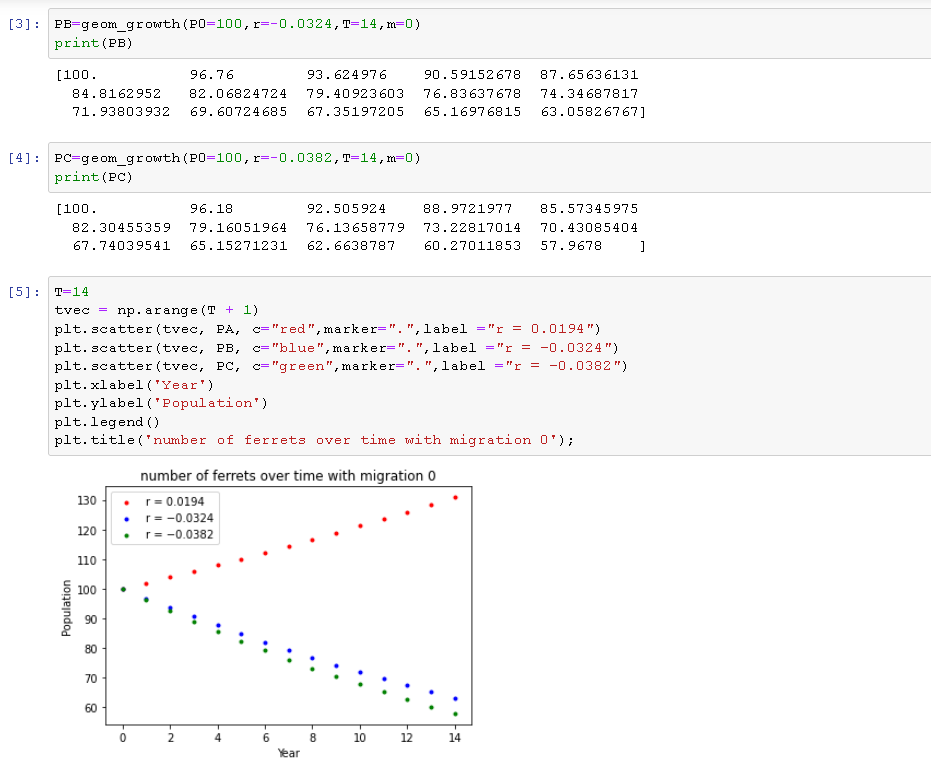 [3]: PB=geom_growth(P0=100,r=-0.0324,T=14,m=0)
print(PB)
[100. 96.76 93.624976 90.59152678 87.65636131
84.8162952 82.06824724 79.40923603 76.83637678 74.34687817
71.93803932 69.60724685 67.35197205 65.16976815 63.05826767]
[4]: PC=geom_growth(P0=100,r=-0.0382,T=14,m=0)
print(PC)
[100. 96.18 92.505924 88.9721977 85.57345975
82.30455359 79.16051964 76.13658779 73.22817014 70.43085404
67.74039541 65.15271231 62.6638787 60.27011853 57.9678 ]
[5]: T=14
tvec = np.arange(T + 1)
plt.scatter(tvec, PA, c="red",marker=".",label ="r = 0.0194")
plt.scatter(tvec, PB, c="blue",marker=".",label ="r = -0.0324")
plt.scatter(tvec, PC, c="green",marker=".",label ="r = -0.0382")
plt.xlabel('Year')
plt.ylabel('Population')
plt.legend()
plt.title('number of ferrets over time with migration 0');
number of ferrets over time with migration 0
r = 0.0194
r = −0.0324
r = −0.0382
130
120
110
100
90
80
70
60
Population
0 2 4 6 8 10 12 14
Year